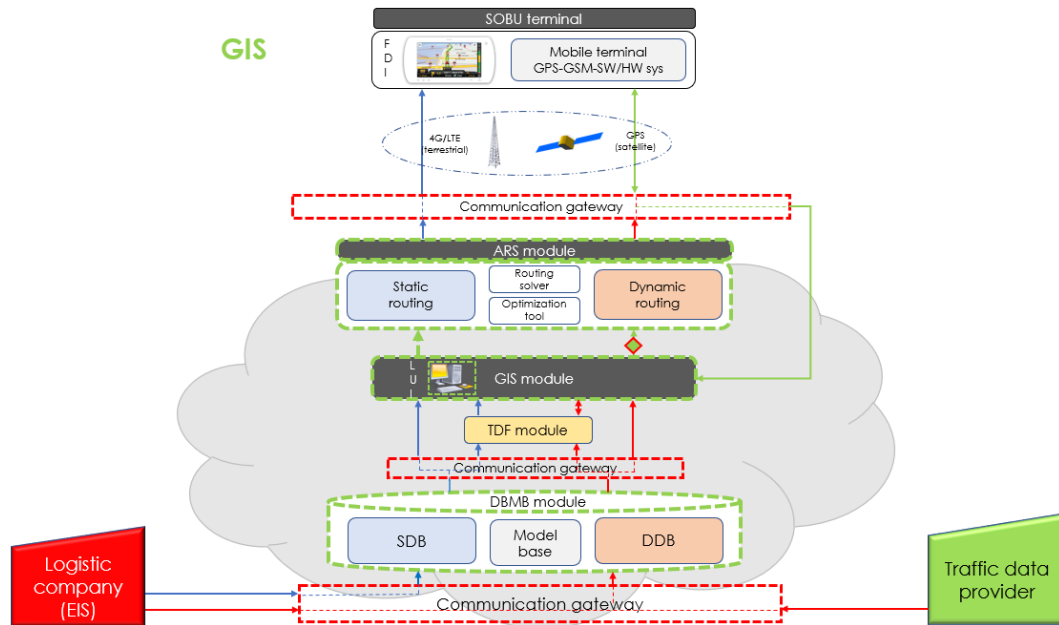 SOBU terminal
GIS
F
D
I
Mobile terminal
GPS-GSM-SW/HW sys
4G/LTE
(terrestrial)
GPS
(satellite)
Communication gateway
ARS module
Static
routing
Routing
solver
Optimization
tool
Dynamic
routing
L
U
I
GIS module
TDF module
Communication gateway
DBMB module
SDB
Model
base
DDB
Logistic
company
(EIS)
Communication gateway
Traffic data
provider